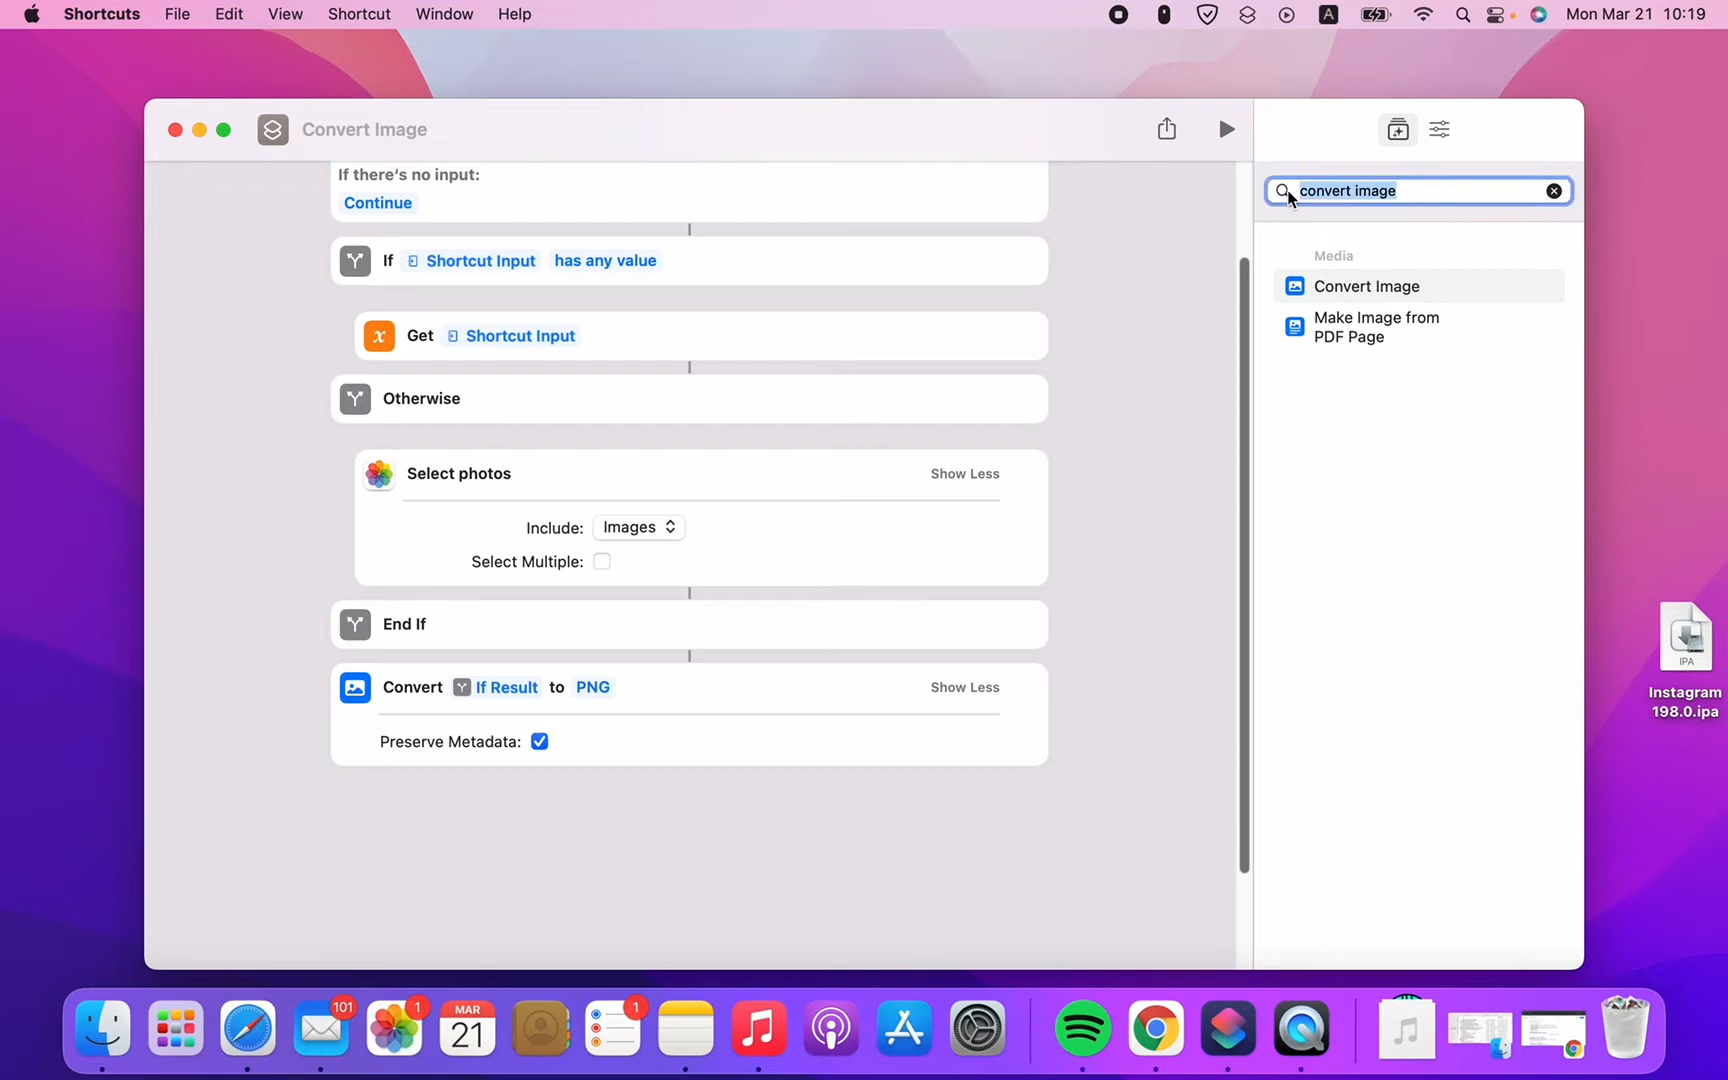 Shortcuts File Edit View Shortcut Window Help A Mon Mar 21 10:19
Convert Image
convert image
If there's no input:
Continue
If Shortcut Input has any value
Get Shortcut Input
Otherwise
Select photos Show Less
Include: Images
Select Multiple:
End If
Convert If Result to PNG Show Less
Preserve Metadata:
Media
Convert Image
Make Image from
PDF Page
IPA
Instagram
198.0.ipa
101
1
MAR
21
1